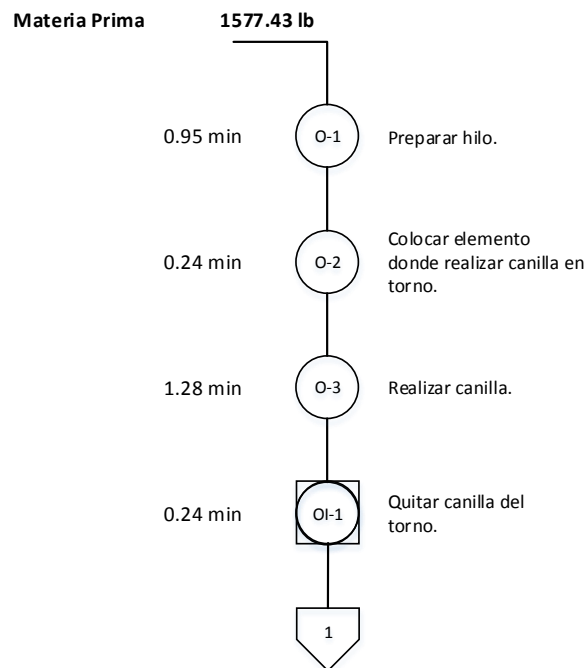 Materia Prima 1577.43 lb
0.95 min O-1 Preparar hilo.
Colocar elemento
0.24 min O-2 donde realizar canilla en
torno.
1.28 min O-3 Realizar canilla.
Quitar canilla del
0.24 min OI-1 torno.
1